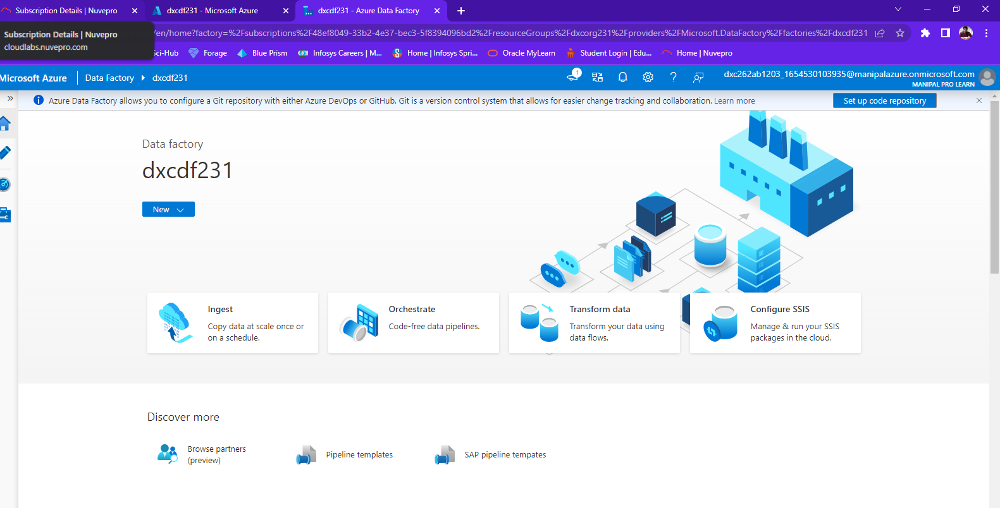 Subscription Details | Nuvepro
dxcdf231 - Microsoft Azure
dxcdf231 - Azure Data Factory
Subscription Details | Nuvepro
cloudlabs.nuvepro.com
/en/home?factory=%2Fsubscriptions%2F48ef8049-33b2-4e37-bec3-5f8394096bd2%2FresourceGroups%2Fdxcorg231%2Fproviders%2FMicrosoft.DataFactory%2Ffactories%2Fdxcdf231
Sci-Hub
Forage
Blue Prism
Infosys Careers | M...
Home | Infosys Spri...
Oracle MyLearn
Student Login | Edu...
Home | Nuvepro
Microsoft Azure
Data Factory
dxcdf231
1
dxc262ab1203_1654530103935@manipalazure.onmicrosoft.com
MANIPAL PRO LEARN
Azure Data Factory allows you to configure a Git repository with either Azure DevOps or GitHub. Git is a version control system that allows for easier change tracking and collaboration. Learn more
Set up code repository
Data factory
dxcdf231
New
Ingest
Copy data at scale once or
on a schedule.
Orchestrate
Code-free data pipelines.
Transform data
Transform your data using
data flows.
Configure SSIS
Manage & run your SSIS
packages in the cloud.
Discover more
Browse partners
(preview)
Pipeline templates
SAP pipeline tempates